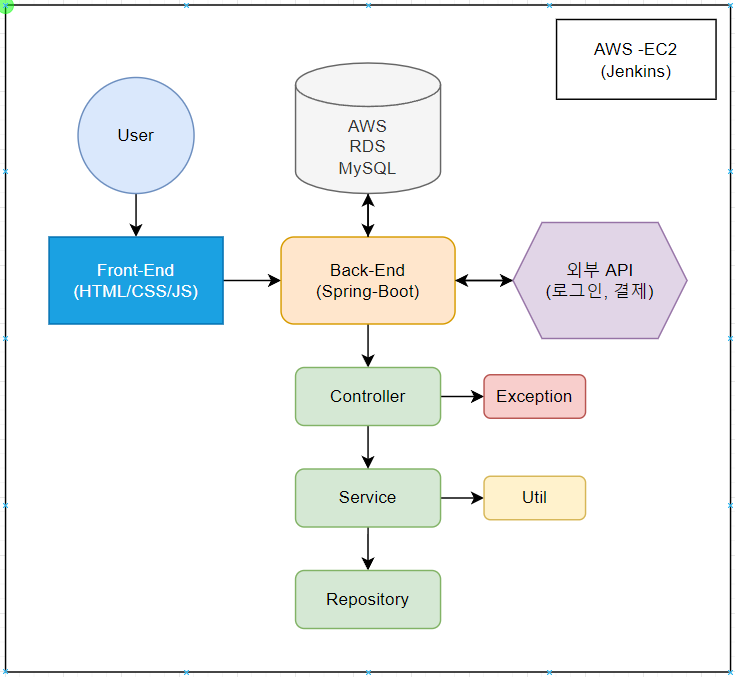 AWS -EC2
(Jenkins)
User
AWS
RDS
MySQL
Front-End
(HTML/CSS/JS)
Back-End
(Spring-Boot)
외부 API
(로그인, 결제)
Controller
Exception
Service
Util
Repository